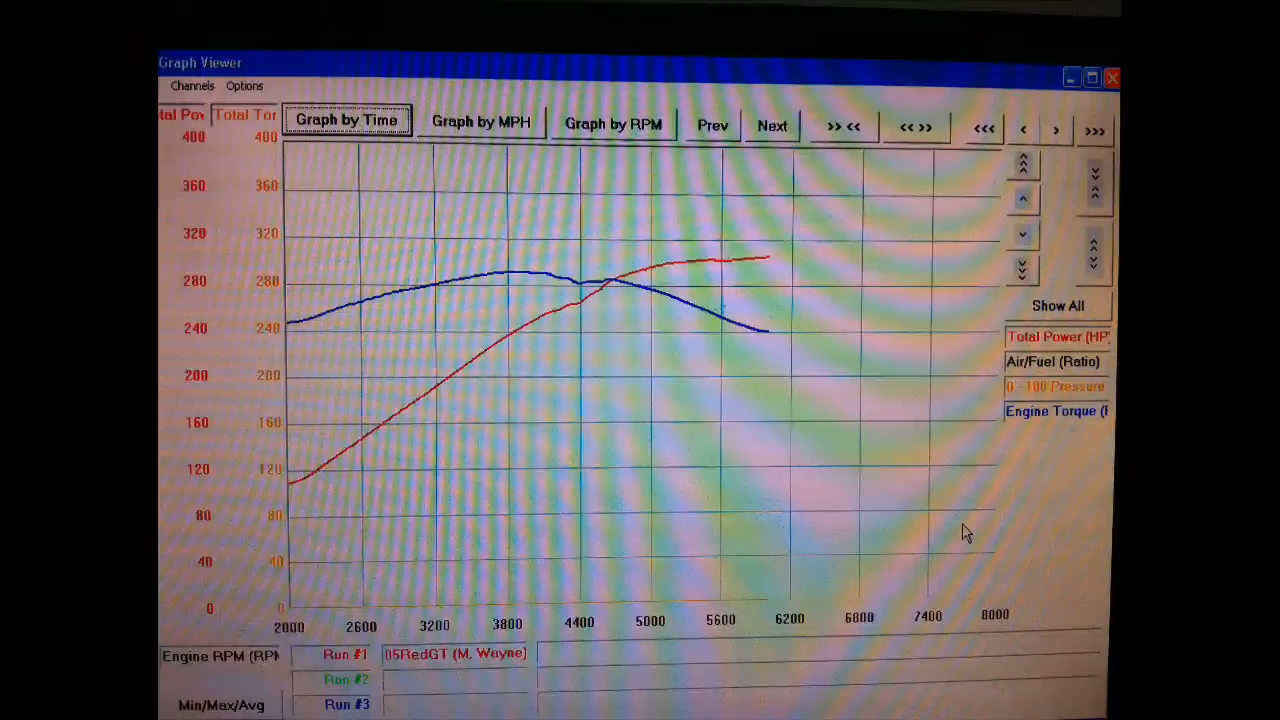 Graph Viewer
Channels Options
tal Pov Total Tor Graph by Time Graph by MPH Graph by RPM Prev Next >> << << >> <<< < > >>>
400 400
360 360
320 320
280 280
240 240
200 200
160 160
120 120
80 80
40 40
0 0
Show All
Total Power (HP)
Air/Fuel (Ratio)
0 - 100 Pressure
Engine Torque (F
2000 2600 3200 3800 4400 5000 5600 6200 6800 7400 8000
Engine RPM (RPM Run #1 05RedGT (M. Wayne)
Run #2
Min/Max/Avg Run #3